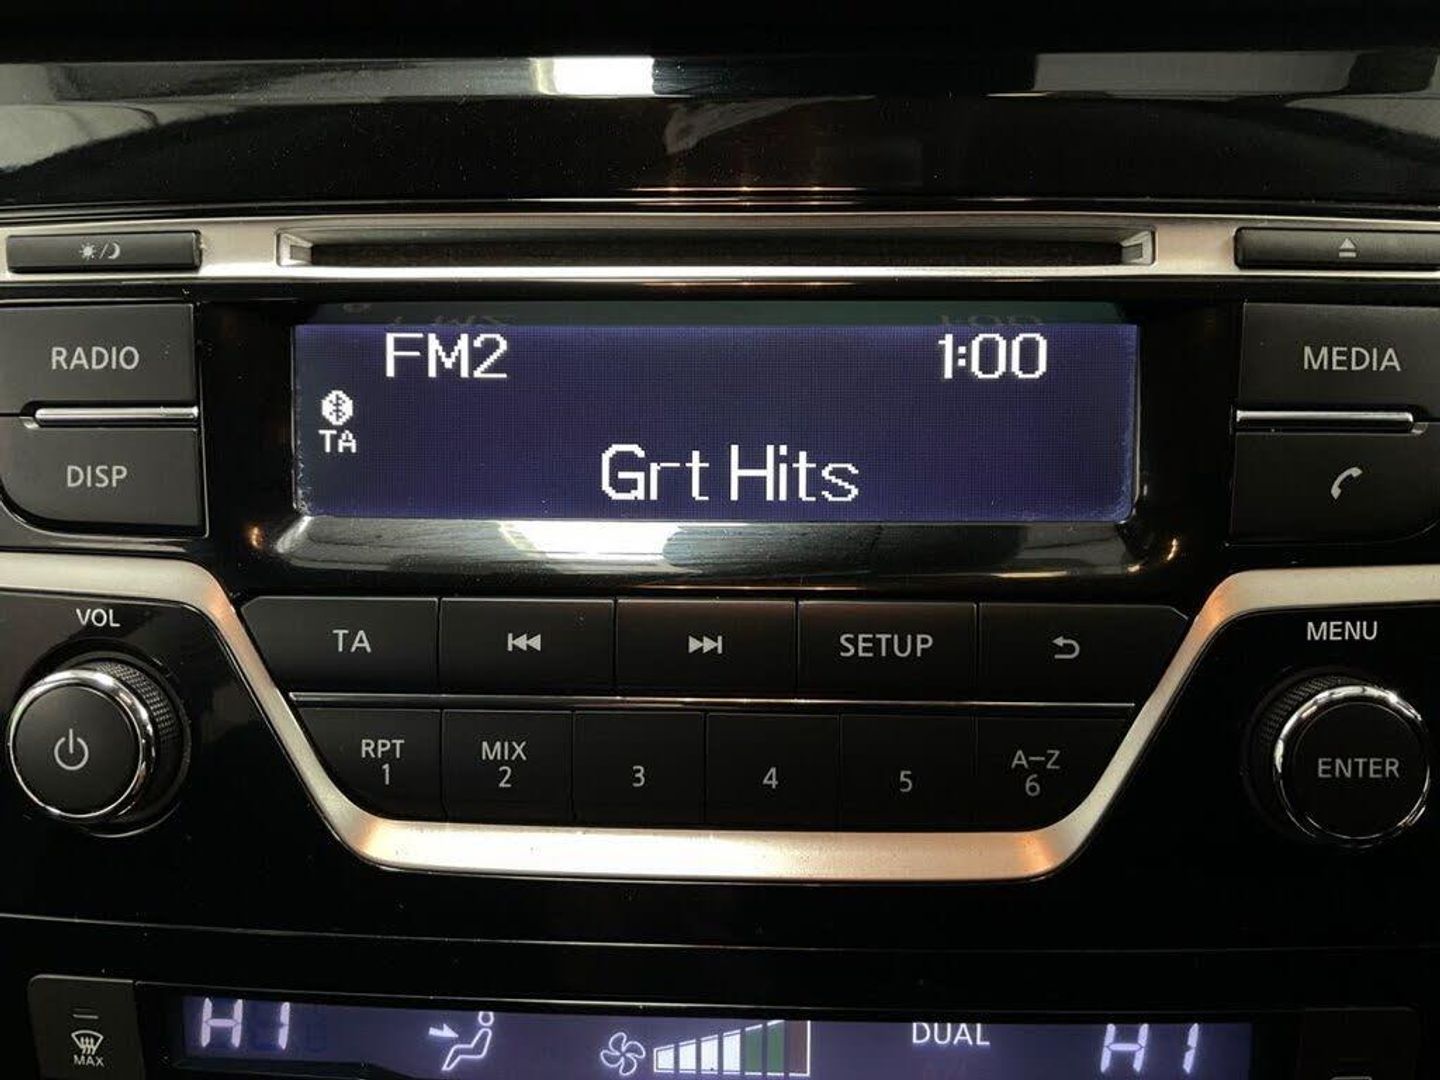 FM2 1:00
TA
Grt Hits
RADIO
MEDIA
DISP
VOL
MENU
TA
SETUP
RPT
1
MIX
2
3
4
5
A–Z
6
ENTER
HI
DUAL
HI
MAX